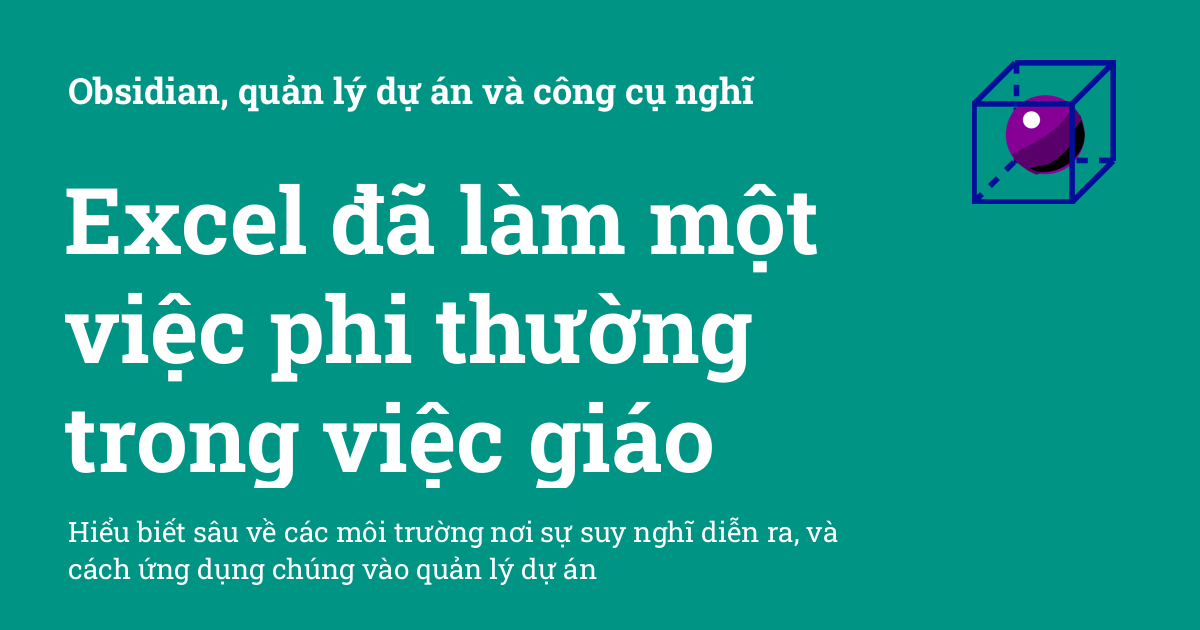 Obsidian, quản lý dự án và công cụ nghĩ
Excel đã làm một
việc phi thường
trong việc giáo
Hiểu biết sâu về các môi trường nơi sự suy nghĩ diễn ra, và
cách ứng dụng chúng vào quản lý dự án